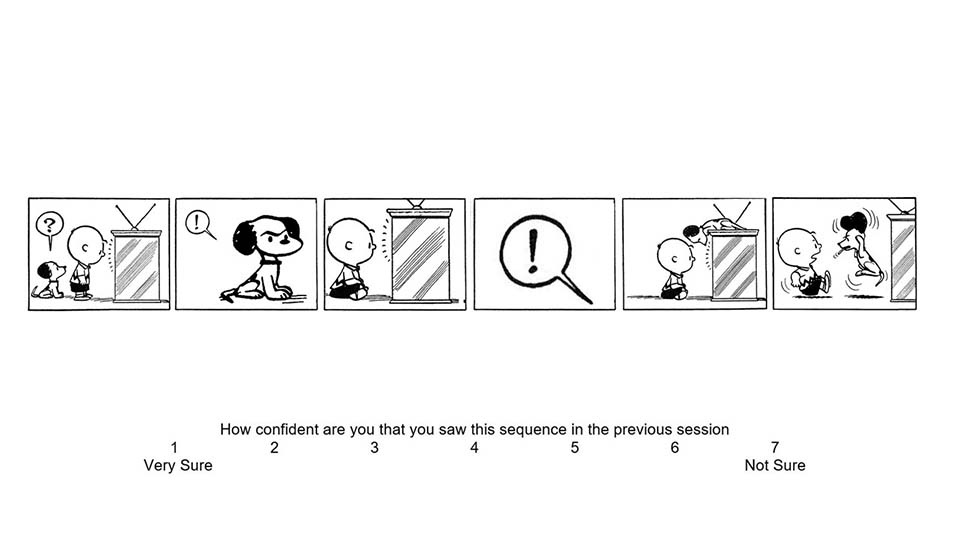 ?
!
!
How confident are you that you saw this sequence in the previous session
1 2 3 4 5 6 7
Very Sure Not Sure